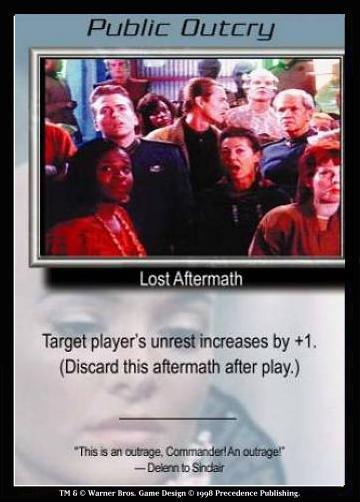 Public Outcry
Lost Aftermath
Target player's unrest increases by +1.
(Discard this aftermath after play.)
"This is an outrage, Commander! An outrage!"
— Delenn to Sinclair
TM & © Warner Bros. Game Design © 1998 Precedence Publishing.